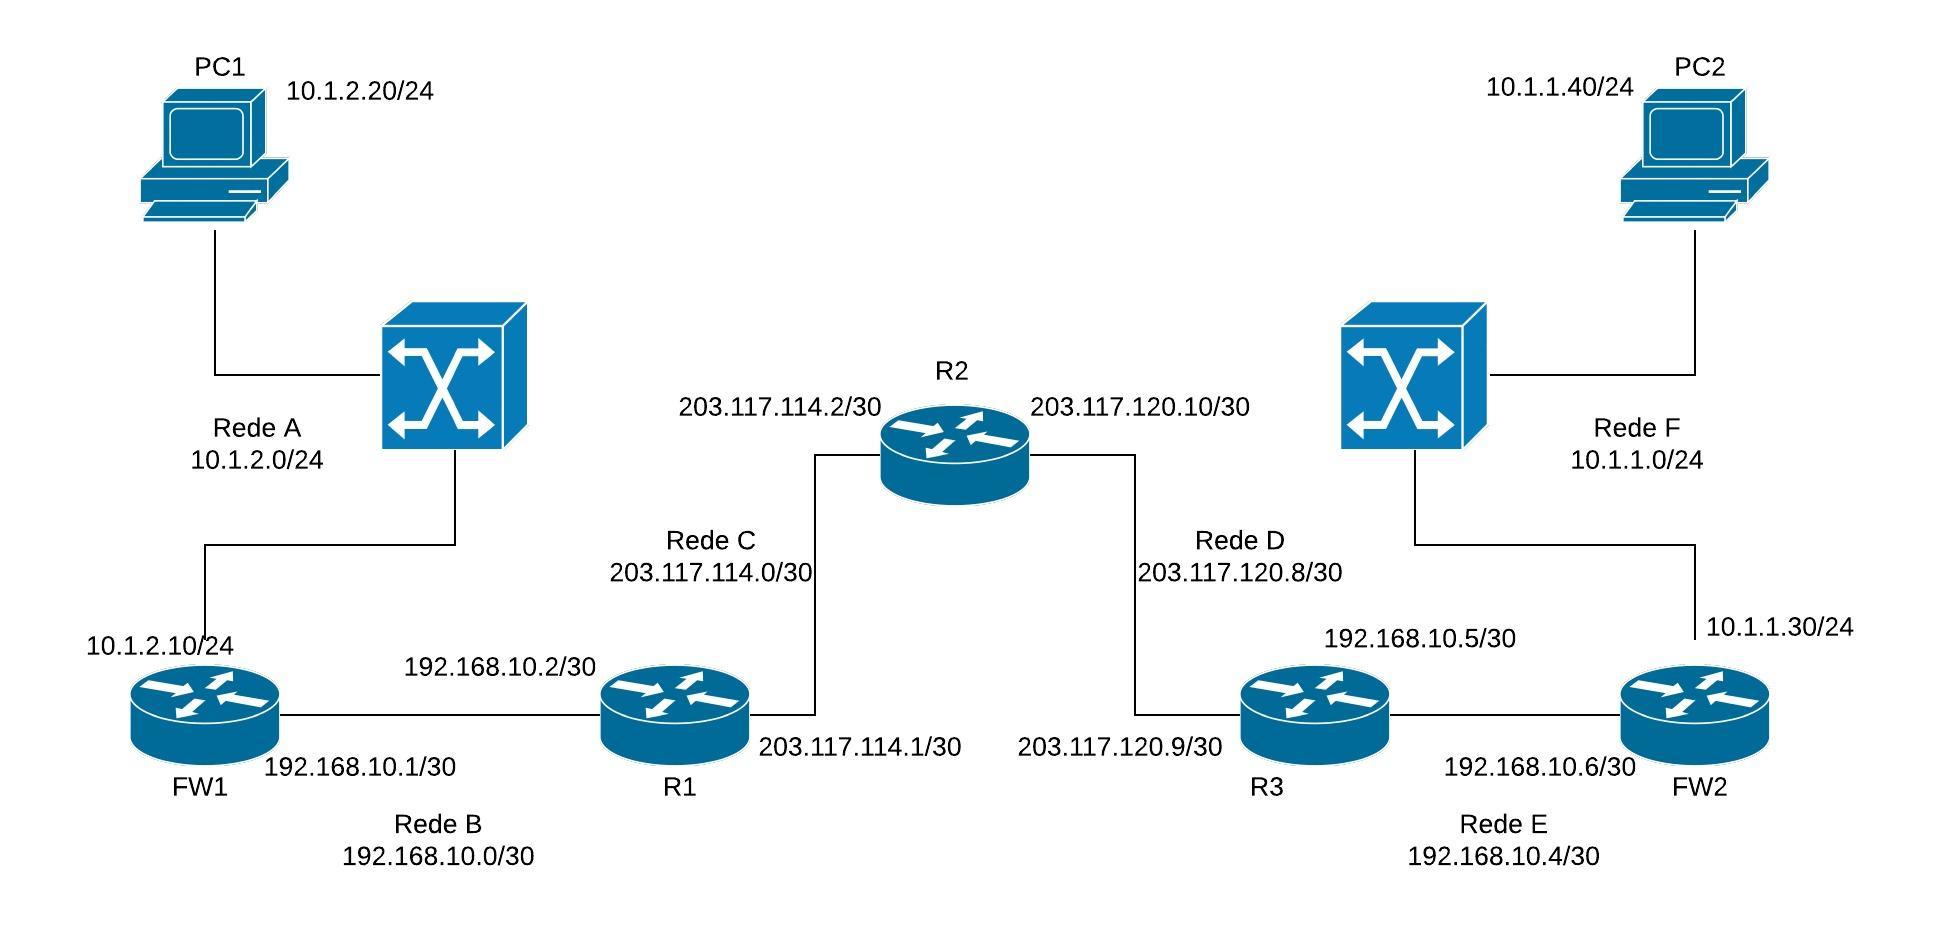 PC1
10.1.2.20/24
PC2
10.1.1.40/24
R2
203.117.114.2/30
203.117.120.10/30
Rede A
10.1.2.0/24
Rede F
10.1.1.0/24
Rede C
203.117.114.0/30
Rede D
203.117.120.8/30
10.1.2.10/24
192.168.10.2/30
192.168.10.5/30
10.1.1.30/24
203.117.114.1/30
203.117.120.9/30
192.168.10.1/30
192.168.10.6/30
FW1
R1
R3
FW2
Rede B
192.168.10.0/30
Rede E
192.168.10.4/30